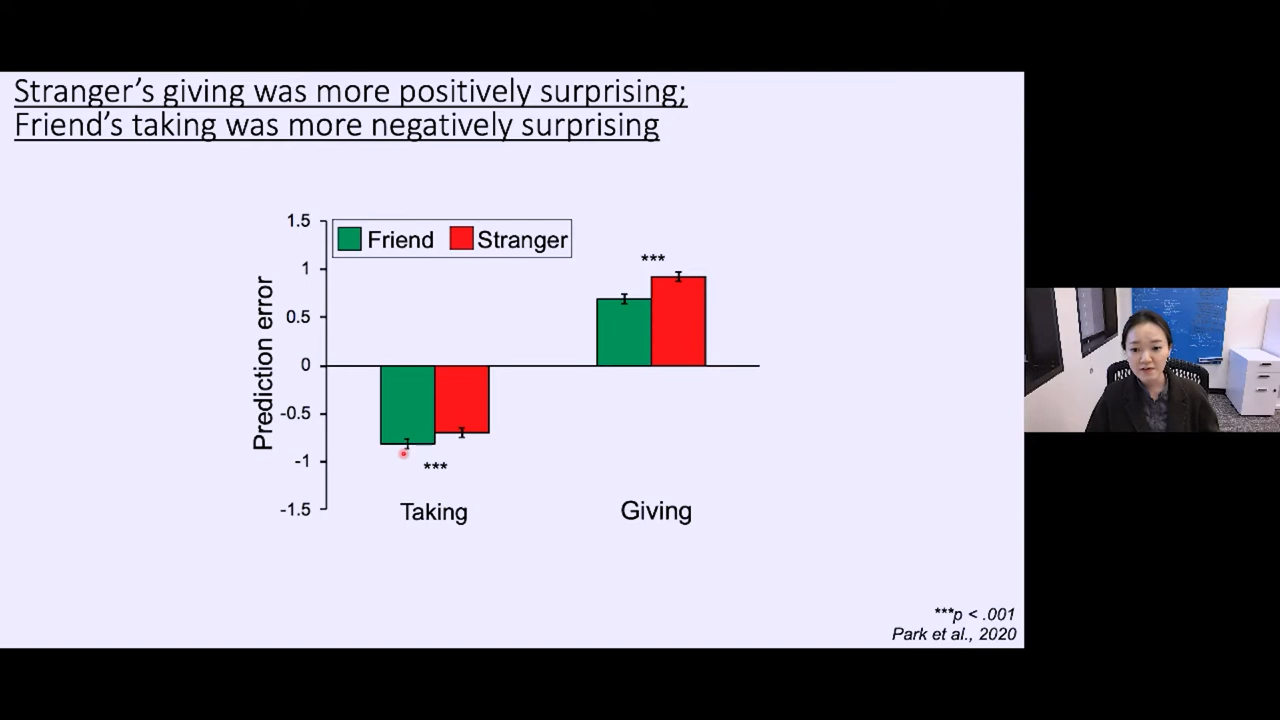 Stranger's giving was more positively surprising;
Friend's taking was more negatively surprising
1.5
1
0.5
0
-0.5
-1
-1.5
Prediction error
Friend
Stranger
***
***
Taking
Giving
***p < .001
Park et al., 2020